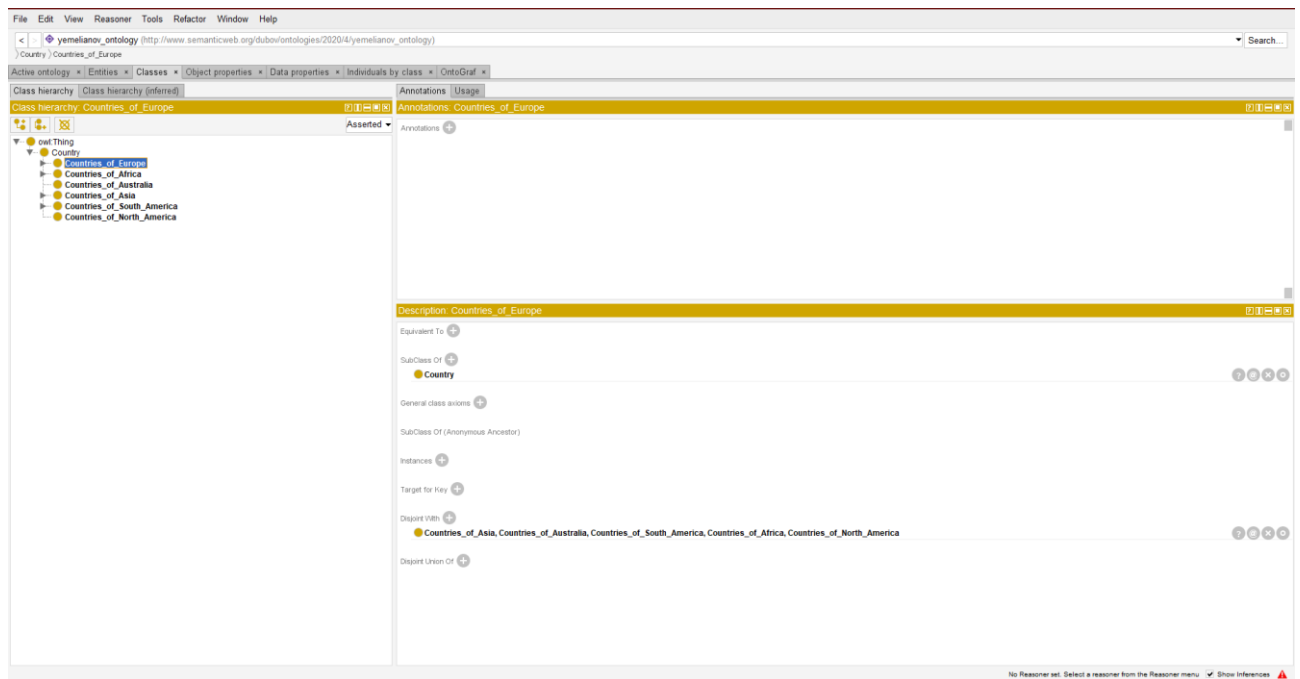 File Edit View Reasoner Tools Refactor Window Help
< > yemelianov_ontology (http://www.semanticweb.org/dubov/ontologies/2020/4/yemelianov_ontology) Search...
Country Countries_of_Europe
Active ontology × Entities × Classes × Object properties × Data properties × Individuals by class × OntoGraf ×
Class hierarchy Class hierarchy (inferred)
Class hierarchy: Countries_of_Europe
Asserted
owl:Thing
Country
Countries_of_Europe
Countries_of_Africa
Countries_of_Australia
Countries_of_Asia
Countries_of_South_America
Countries_of_North_America
Annotations Usage
Annotations: Countries_of_Europe
Annotations
Description: Countries_of_Europe
Equivalent To
SubClass Of
Country
General class axioms
SubClass Of (Anonymous Ancestor)
Instances
Target for Key
Disjoint With
Countries_of_Asia, Countries_of_Australia, Countries_of_South_America, Countries_of_Africa, Countries_of_North_America
Disjoint Union Of
No Reasoner set. Select a reasoner from the Reasoner menu Show Inferences